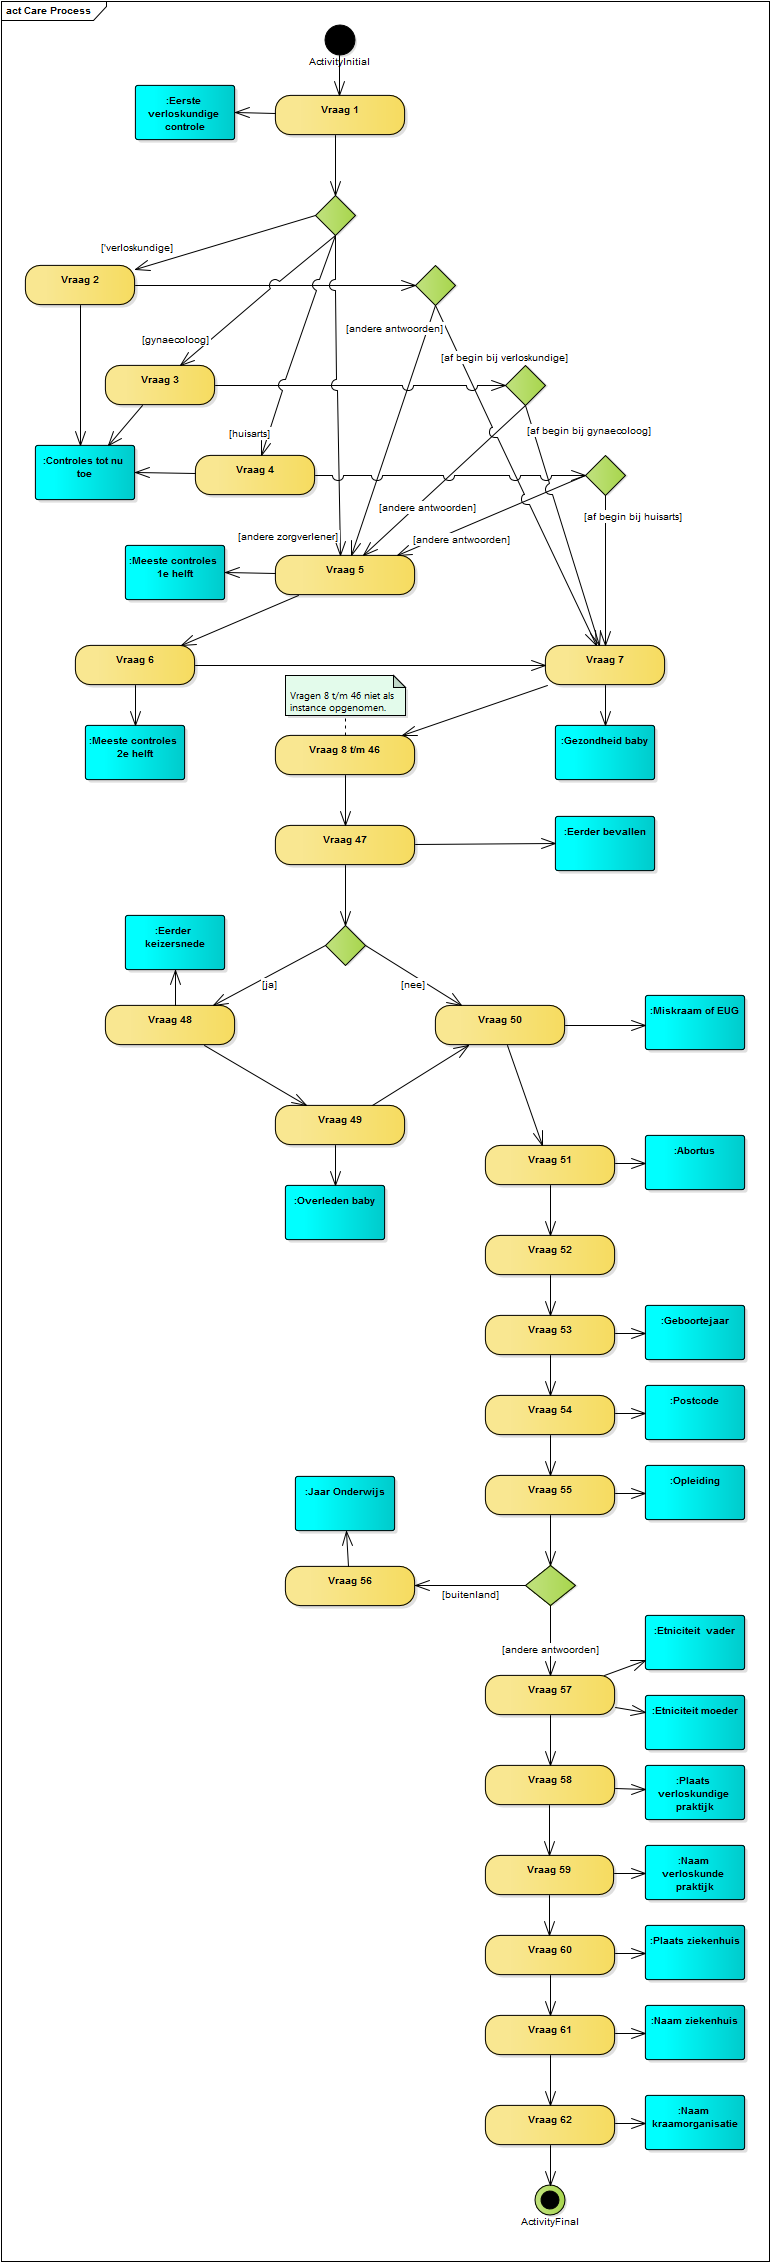 act Care Process
ActivityInitial
:Eerste
verloskundige
controle
Vraag 1
['verloskundige]
Vraag 2
[andere antwoorden]
[gynaecoloog]
[af begin bij verloskundige]
Vraag 3
[huisarts]
[af begin bij gynaecoloog]
:Controles tot nu
toe
Vraag 4
[andere antwoorden]
[af begin bij huisarts]
[andere zorgverlener]
[andere antwoorden]
:Meeste controles
1e helft
Vraag 5
Vraag 6
Vraag 7
Vragen 8 t/m 46 niet als
instance opgenomen.
:Meeste controles
2e helft
Vraag 8 t/m 46
:Gezondheid baby
Vraag 47
:Eerder bevallen
:Eerder
keizersnede
[ja]
[nee]
Vraag 48
Vraag 50
:Miskraam of EUG
Vraag 49
Vraag 51
:Abortus
:Overleden baby
Vraag 52
Vraag 53
:Geboortejaar
Vraag 54
:Postcode
Vraag 55
:Opleiding
:Jaar Onderwijs
Vraag 56
[buitenland]
[andere antwoorden]
:Etniciteit  vader
Vraag 57
:Etniciteit moeder
Vraag 58
:Plaats
verloskundige
praktijk
Vraag 59
:Naam
verloskunde
praktijk
Vraag 60
:Plaats ziekenhuis
Vraag 61
:Naam ziekenhuis
Vraag 62
:Naam
kraamorganisatie
ActivityFinal